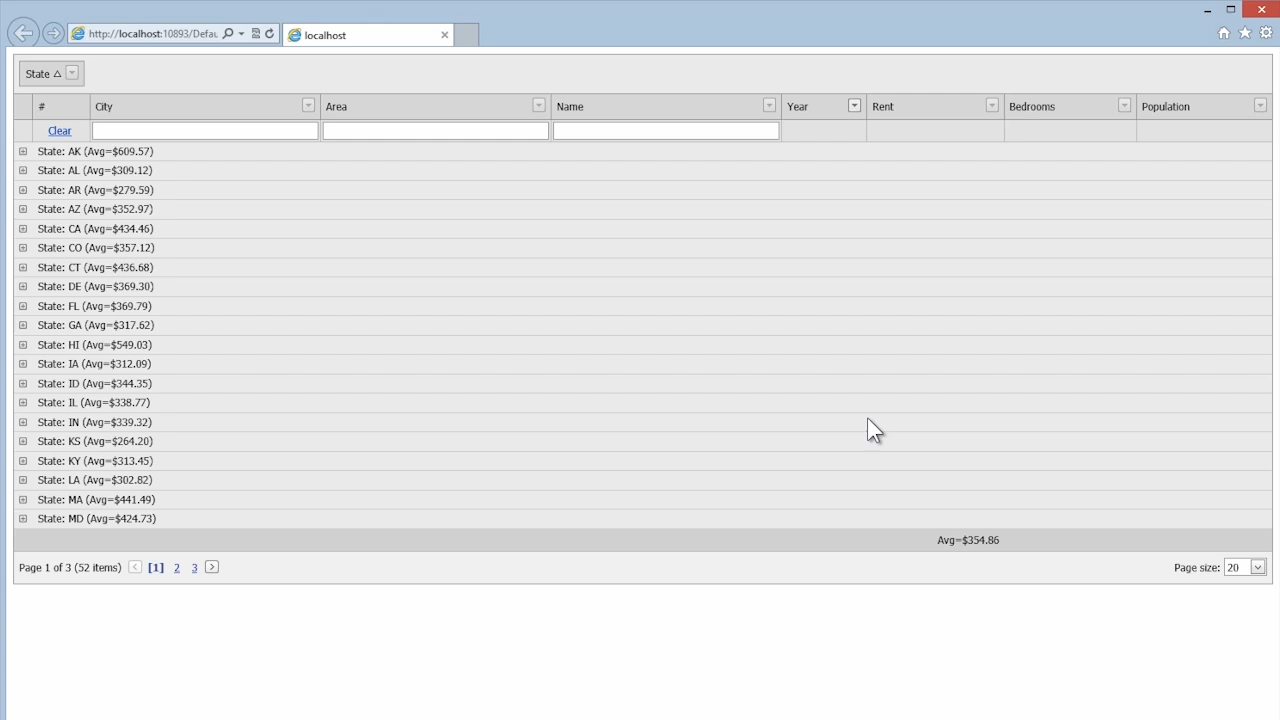 http://localhost:10893/Defau
localhost
State
# City Area Name Year Rent Bedrooms Population
Clear
State: AK (Avg=$609.57)
State: AL (Avg=$309.12)
State: AR (Avg=$279.59)
State: AZ (Avg=$352.97)
State: CA (Avg=$434.46)
State: CO (Avg=$357.12)
State: CT (Avg=$436.68)
State: DE (Avg=$369.30)
State: FL (Avg=$369.79)
State: GA (Avg=$317.62)
State: HI (Avg=$549.03)
State: IA (Avg=$312.09)
State: ID (Avg=$344.35)
State: IL (Avg=$338.77)
State: IN (Avg=$339.32)
State: KS (Avg=$264.20)
State: KY (Avg=$313.45)
State: LA (Avg=$302.82)
State: MA (Avg=$441.49)
State: MD (Avg=$424.73)
Avg=$354.86
Page 1 of 3 (52 items) [1] 2 3 Page size: 20